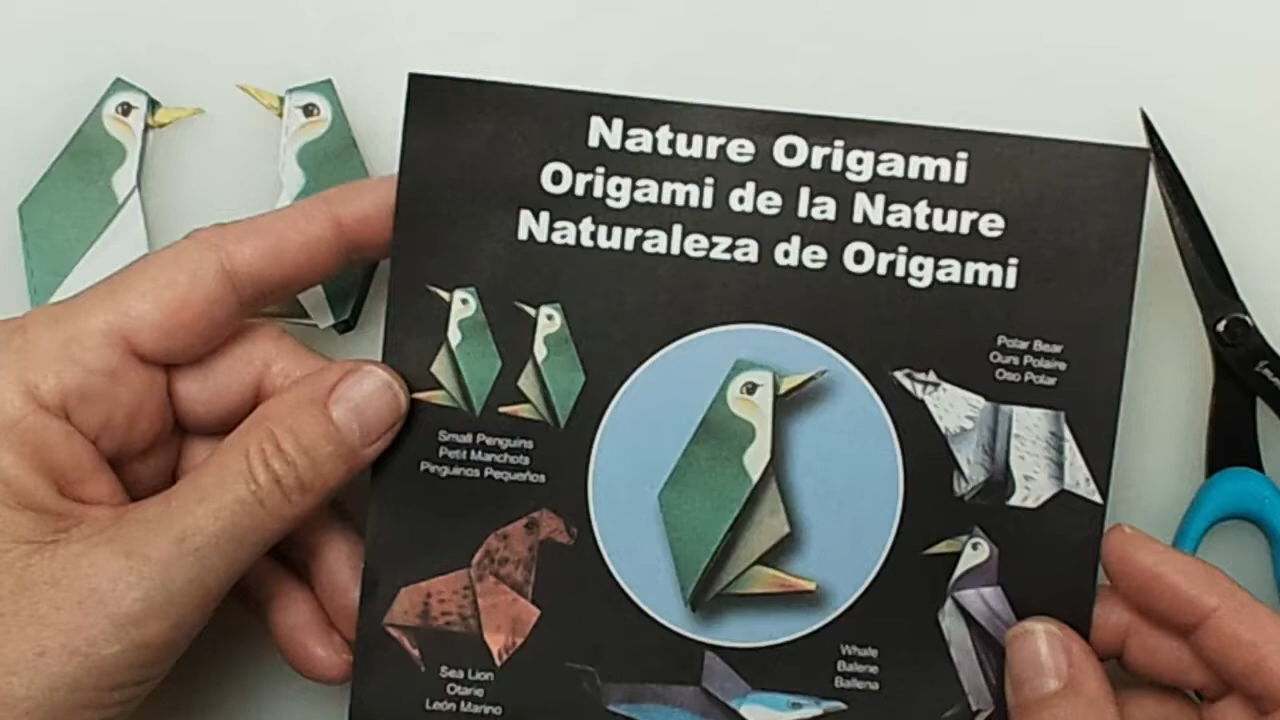 Nature Origami
Origami de la Nature
Naturaleza de Origami
Polar Bear
Ours Polaire
Oso Polar
Small Penguins
Petit Manchots
Pinguinos Pequeños
Sea Lion
Otarie
León Marino
Whale
Balene
Ballena